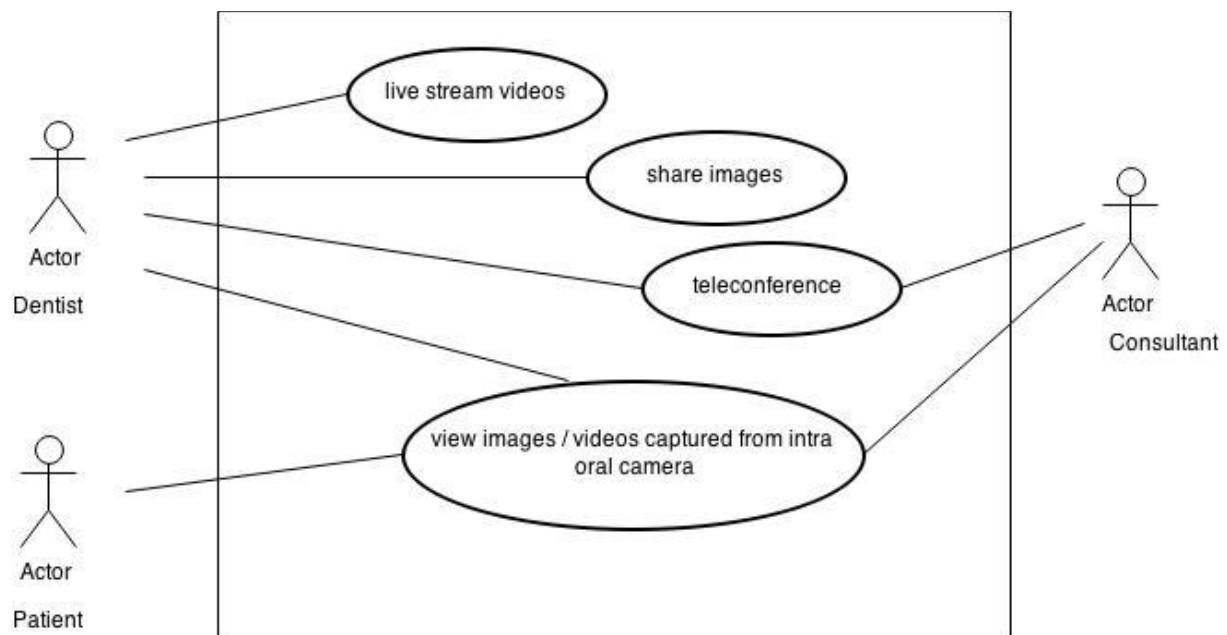 live stream videos
share images
Actor
Dentist
teleconference
Actor
Consultant
view images / videos captured from intra
oral camera
Actor
Patient